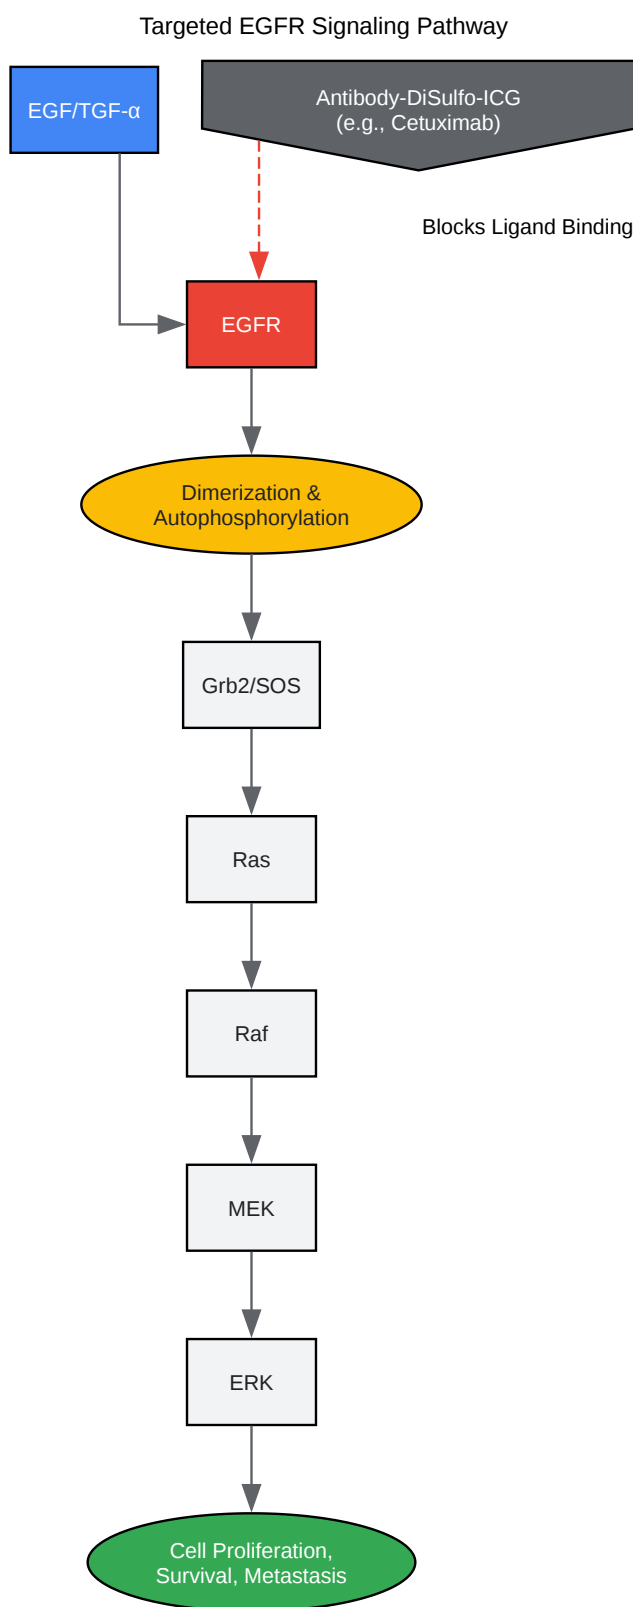 Targeted EGFR Signaling Pathway
EGF/TGF-α
Antibody-DiSulfo-ICG
(e.g., Cetuximab)
Blocks Ligand Binding
EGFR
Dimerization &
Autophosphorylation
Grb2/SOS
Ras
Raf
MEK
ERK
Cell Proliferation,
Survival, Metastasis